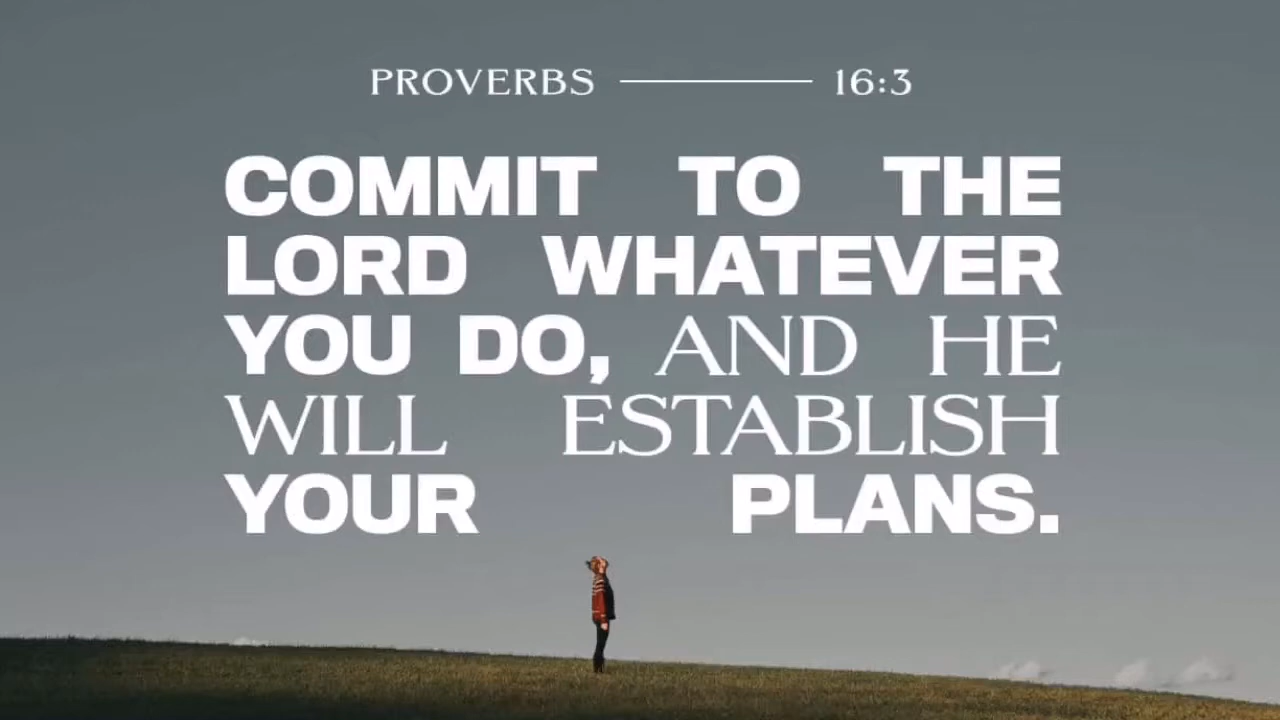 PROVERBS 16:3
COMMIT TO THE
LORD WHATEVER
YOU DO, AND HE
WILL ESTABLISH
YOUR PLANS.